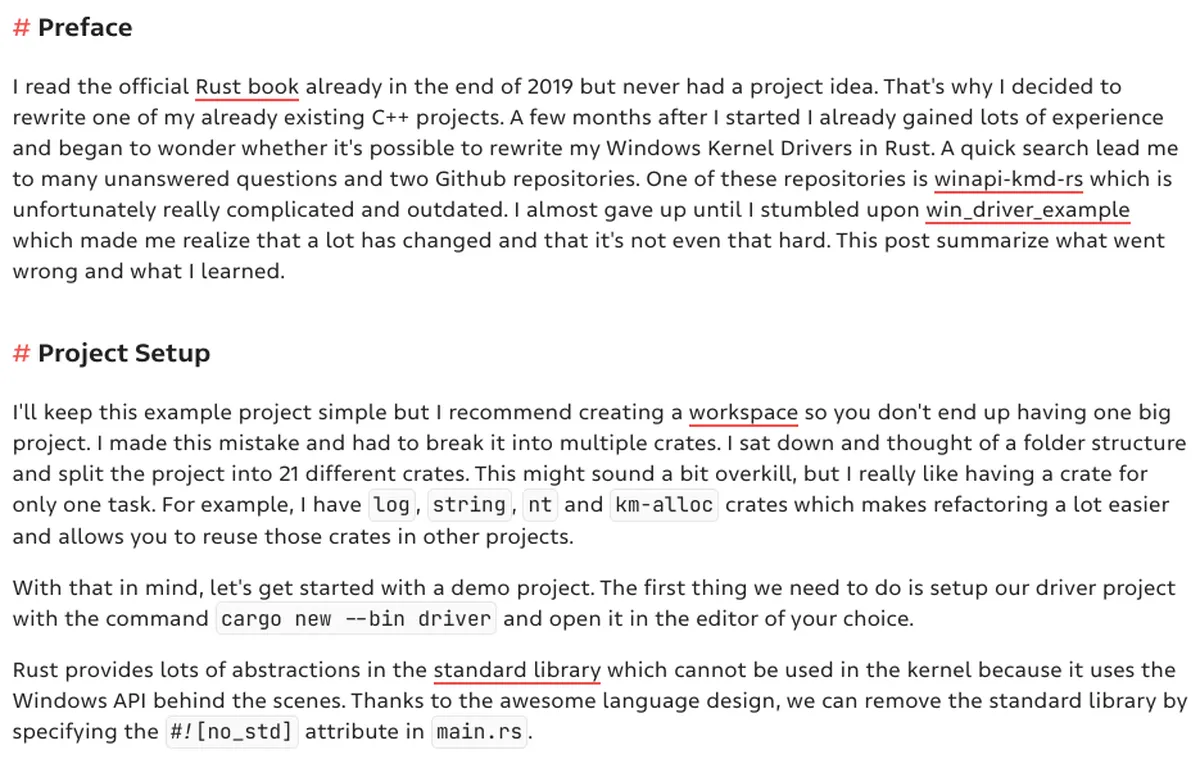 # Preface
I read the official Rust book already in the end of 2019 but never had a project idea. That's why I decided to
rewrite one of my already existing C++ projects. A few months after I started I already gained lots of experience
and began to wonder whether it's possible to rewrite my Windows Kernel Drivers in Rust. A quick search lead me
to many unanswered questions and two Github repositories. One of these repositories is winapi-kmd-rs which is
unfortunately really complicated and outdated. I almost gave up until I stumbled upon win_driver_example
which made me realize that a lot has changed and that it's not even that hard. This post summarize what went
wrong and what I learned.
# Project Setup
I'll keep this example project simple but I recommend creating a workspace so you don't end up having one big
project. I made this mistake and had to break it into multiple crates. I sat down and thought of a folder structure
and split the project into 21 different crates. This might sound a bit overkill, but I really like having a crate for
only one task. For example, I have log, string, nt and km-alloc crates which makes refactoring a lot easier
and allows you to reuse those crates in other projects.
With that in mind, let's get started with a demo project. The first thing we need to do is setup our driver project
with the command cargo new --bin driver and open it in the editor of your choice.
Rust provides lots of abstractions in the standard library which cannot be used in the kernel because it uses the
Windows API behind the scenes. Thanks to the awesome language design, we can remove the standard library by
specifying the #![no_std] attribute in main.rs.